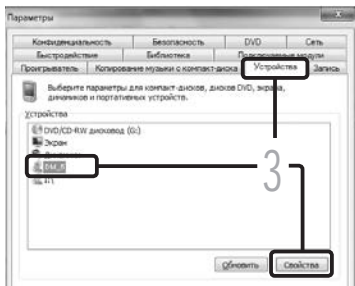 Параметры
Конфиденциальность Безопасность DVD Сеть
Быстродействие Библиотека Подключаемые модули
Проигрыватель Копирование музыки с компакт-диска Устройства Запись
Выберите параметры для компакт-дисков, дисков DVD, экрана,
динамиков и портативных устройств.
Устройства
DVD/CD-RW дисковод (G:)
Экран
I:\
3
Обновить Свойства